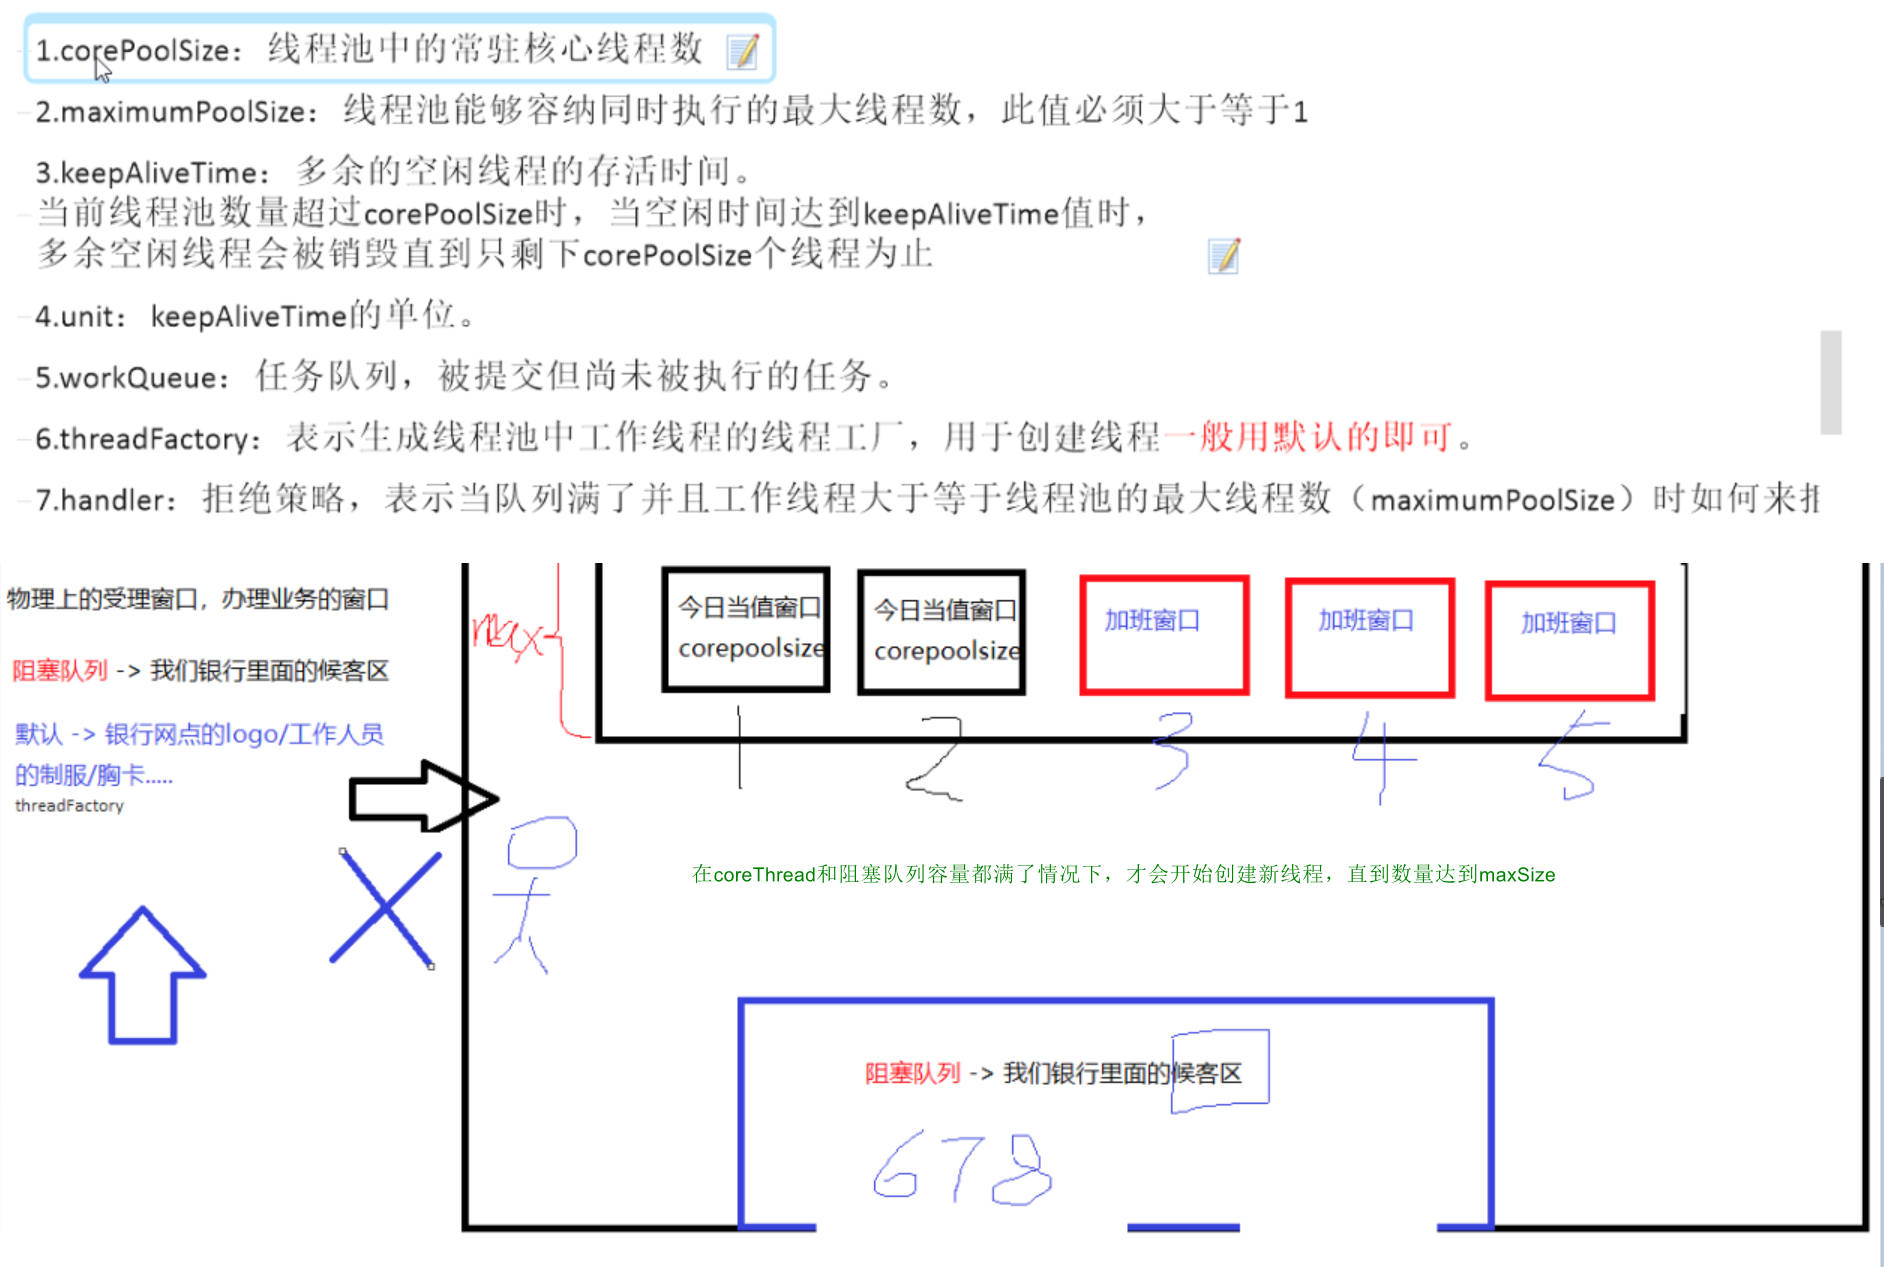 1.corePoolSize：线程池中的常驻核心线程数
2.maximumPoolSize：线程池能够容纳同时执行的最大线程数，此值必须大于等于1
3.keepAliveTime：多余的空闲线程的存活时间。
当前线程池数量超过corePoolSize时，当空闲时间达到keepAliveTime值时，
多余空闲线程会被销毁直到只剩下corePoolSize个线程为止
4.unit：keepAliveTime的单位。
5.workQueue：任务队列，被提交但尚未被执行的任务。
6.threadFactory：表示生成线程池中工作线程的线程工厂，用于创建线程一般用默认的即可。
7.handler：拒绝策略，表示当队列满了并且工作线程大于等于线程池的最大线程数（maximumPoolSize）时如何来
物理上的受理窗口，办理业务的窗口
阻塞队列 -> 我们银行里面的候客区
默认 -> 银行网点的logo/工作人员
的制服/胸卡.....
threadFactory
max
今日当值窗口
corepoolsize
今日当值窗口
corepoolsize
加班窗口
加班窗口
加班窗口
1 2 3 4 5
在coreThread和阻塞队列容量都满了情况下，才会开始创建新线程，直到数量达到maxSize
阻塞队列 -> 我们银行里面的候客区
6 7 8